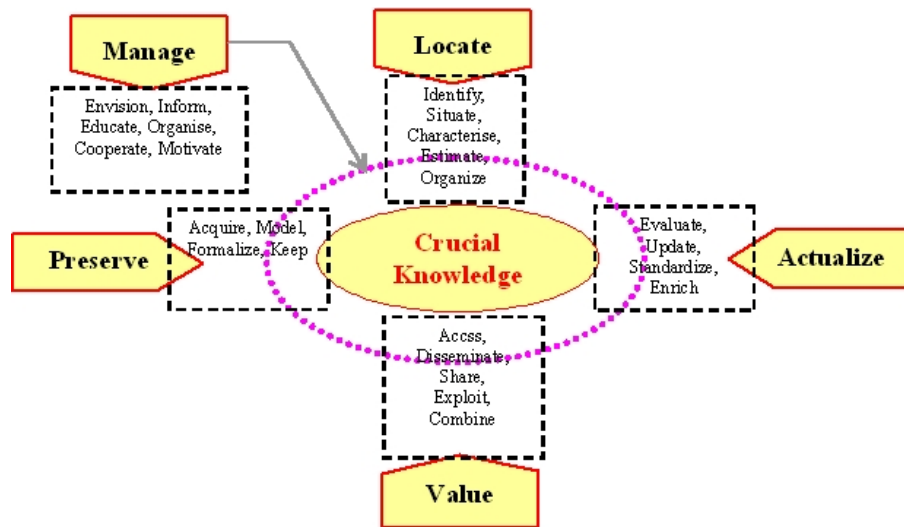 Manage
Envision, Inform,
Educate, Organise,
Cooperate, Motivate
Locate
Identify,
Situate,
Characterise,
Estimate,
Organize
Preserve
Acquire, Model,
Formalize, Keep
Crucial
Knowledge
Evaluate,
Update,
Standardize,
Enrich
Actualize
Accss,
Disseminate,
Share,
Exploit,
Combine
Value